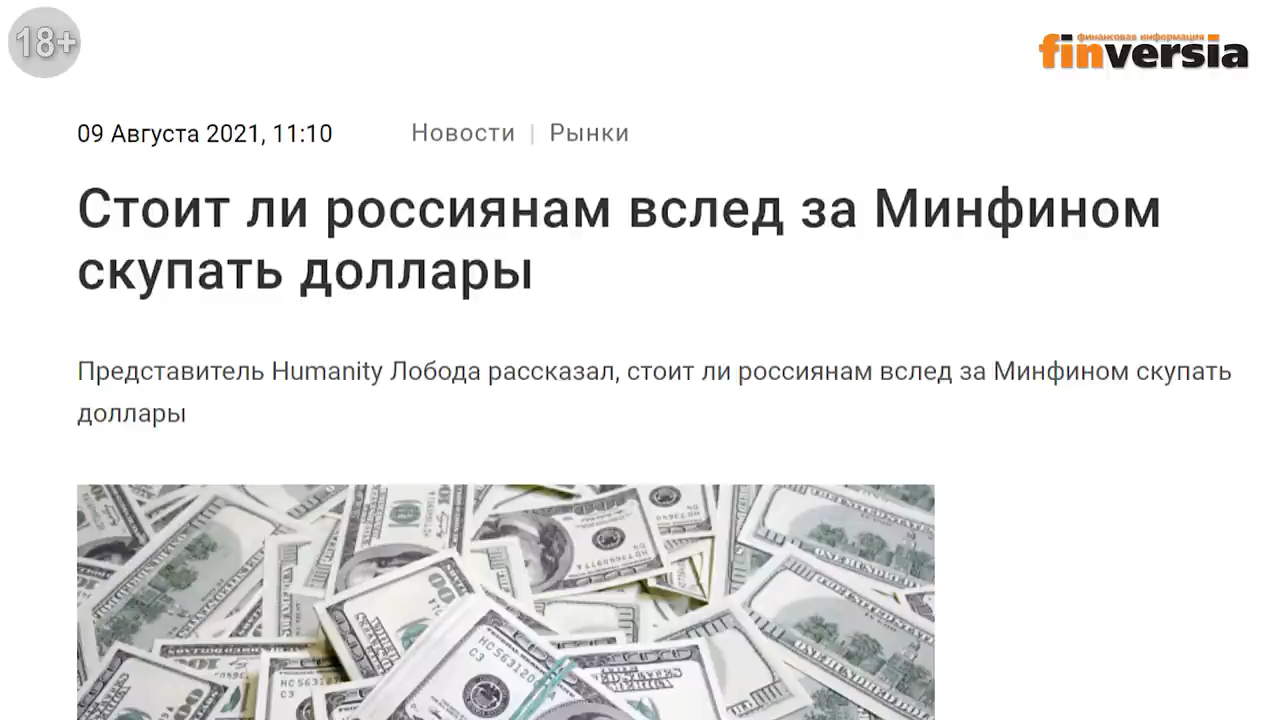 18+
финансовая информация
finversia
09 Августа 2021, 11:10 Новости | Рынки
Стоит ли россиянам вслед за Минфином
скупать доллары
Представитель Humanity Лобода рассказал, стоит ли россиянам вслед за Минфином скупать
доллары